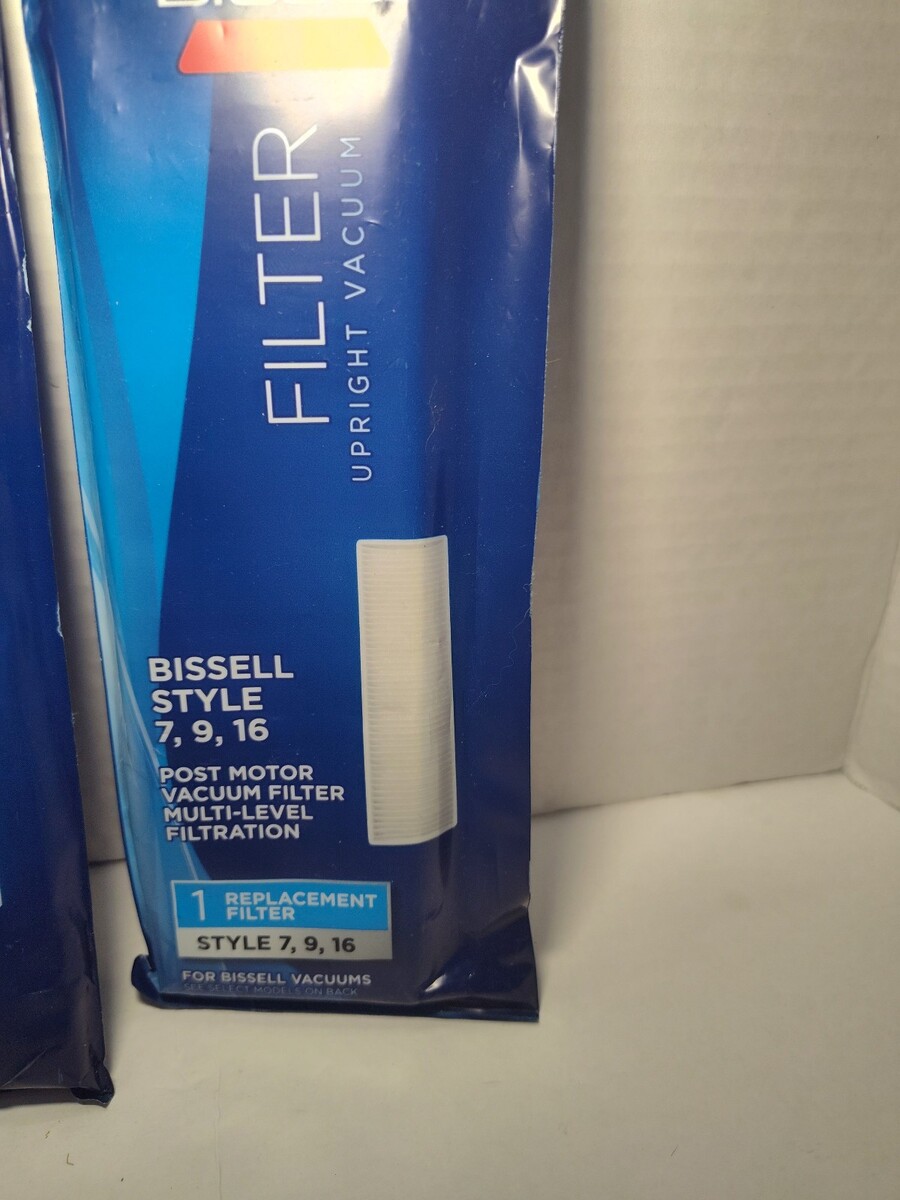 FILTER
UPRIGHT VACUUM
BISSELL
STYLE
7, 9, 16
POST MOTOR
VACUUM FILTER
MULTI-LEVEL
FILTRATION
1 REPLACEMENT
FILTER
STYLE 7, 9, 16
FOR BISSELL VACUUMS
SEE SELECT MODELS ON BACK